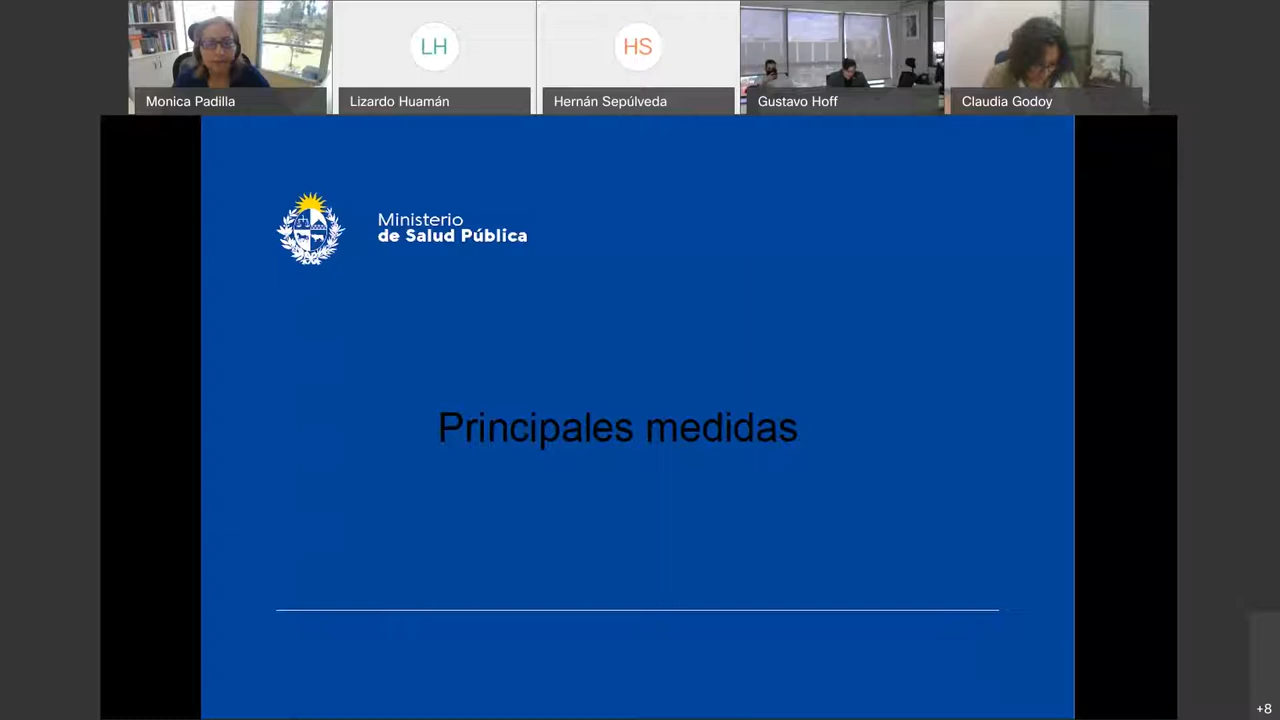 LH
HS
Monica Padilla
Lizardo Huamán
Hernán Sepúlveda
Gustavo Hoff
Claudia Godoy
Ministerio
de Salud Pública
Principales medidas
+8